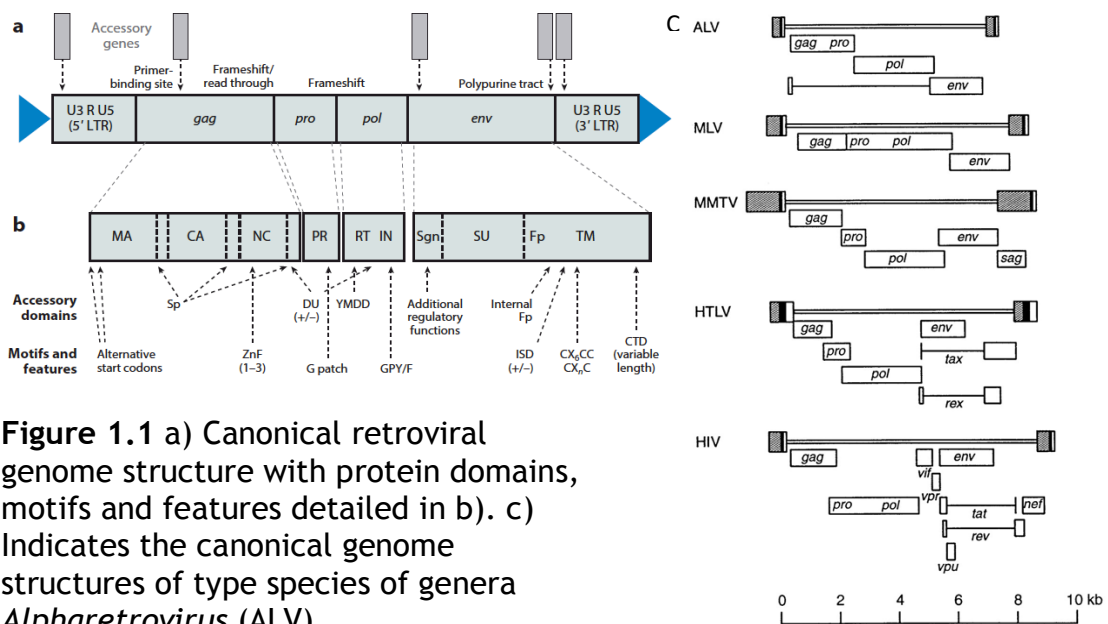 a
Accessory
genes
Primer-
binding site
Frameshift/
read through
Frameshift
Polypurine tract
U3 R U5
(5′ LTR)
gag
pro
pol
env
U3 R U5
(3′ LTR)
b
MA
CA
NC
PR
RT IN
Sgn
SU
Fp
TM
Accessory
domains
Sp
DU
(+/−)
YMDD
Additional
regulatory
functions
Internal
Fp
Motifs and
features
Alternative
start codons
ZnF
(1–3)
G patch
GPY/F
ISD
(+/−)
CX₆CC
CXₙC
CTD
(variable
length)
Figure 1.1 a) Canonical retroviral
genome structure with protein domains,
motifs and features detailed in b). c)
Indicates the canonical genome
structures of type species of genera
Alpharetrovirus (ALV)
C
ALV
gag pro
pol
env
MLV
gag pro pol
env
MMTV
gag
pro
env
pol
sag
HTLV
gag
env
pro
tax
pol
rex
HIV
gag
vif
env
vpr
pro pol
tat
nef
rev
vpu
0 2 4 6 8 10 kb